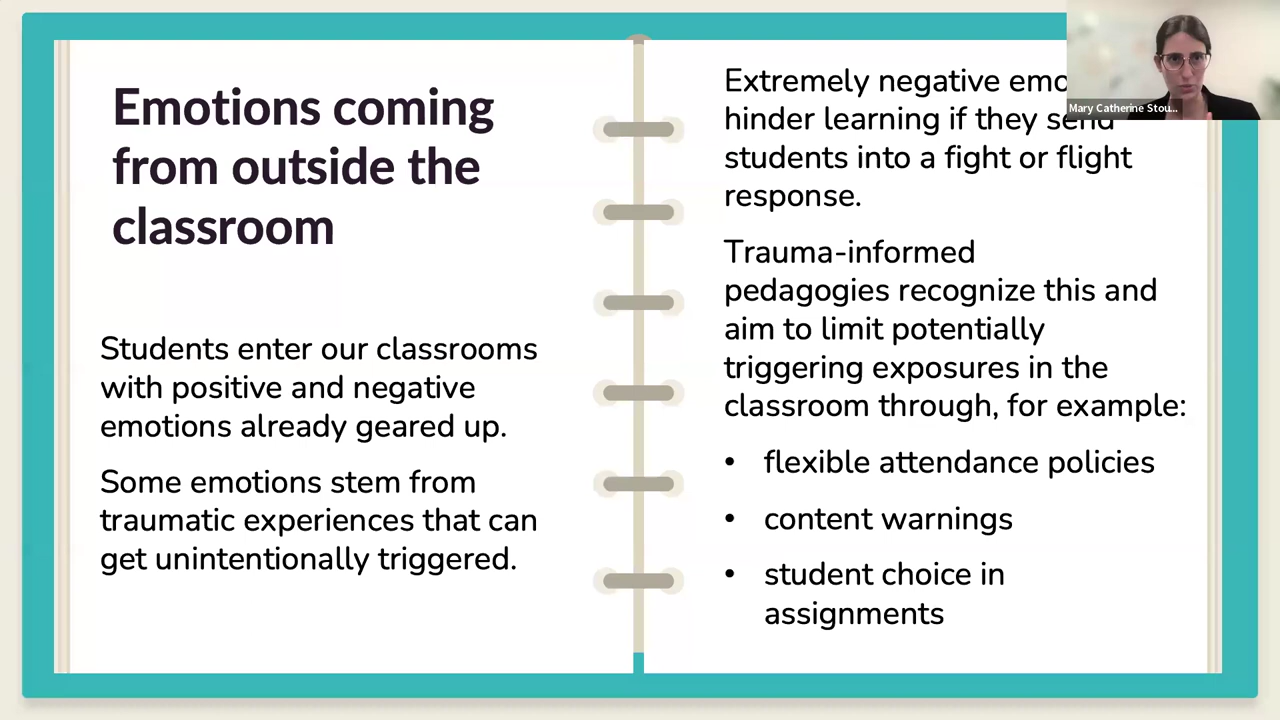 Emotions coming
from outside the
classroom
Students enter our classrooms
with positive and negative
emotions already geared up.
Some emotions stem from
traumatic experiences that can
get unintentionally triggered.
Extremely negative
hinder learning if they send
students into a fight or flight
response.
Trauma-informed
pedagogies recognize this and
aim to limit potentially
triggering exposures in the
classroom through, for example:
• flexible attendance policies
• content warnings
• student choice in
assignments
Mary Catherine Stou...